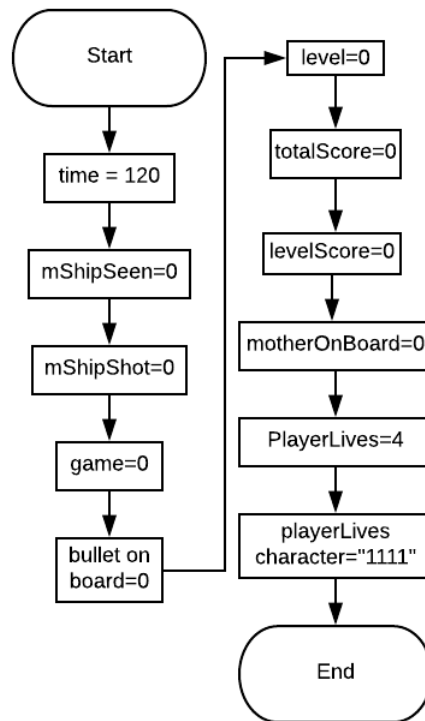 Start
time = 120
mShipSeen=0
mShipShot=0
game=0
bullet on
board=0
level=0
totalScore=0
levelScore=0
motherOnBoard=0
PlayerLives=4
playerLives
character="1111"
End